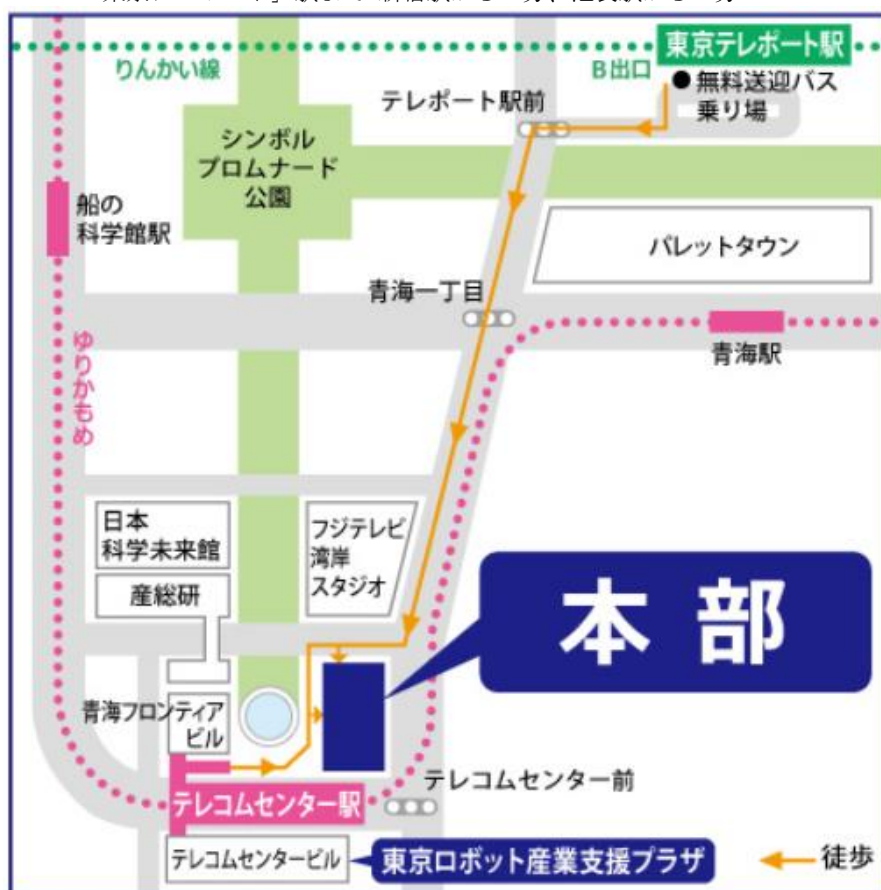 東京テレポート駅
りんかい線
B出口
●無料送迎バス
乗り場
テレポート駅前
シンボル
プロムナード
公園
船の
科学館駅
パレットタウン
青海一丁目
青海駅
ゆりかもめ
日本
科学未来館
フジテレビ
湾岸
スタジオ
産総研
本部
青海フロンティア
ビル
テレコムセンター前
テレコムセンター駅
テレコムセンタービル
東京ロボット産業支援プラザ
徒歩